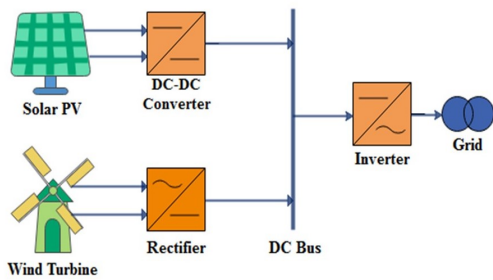 Solar PV
DC-DC
Converter
Inverter
Grid
Wind Turbine
Rectifier
DC Bus